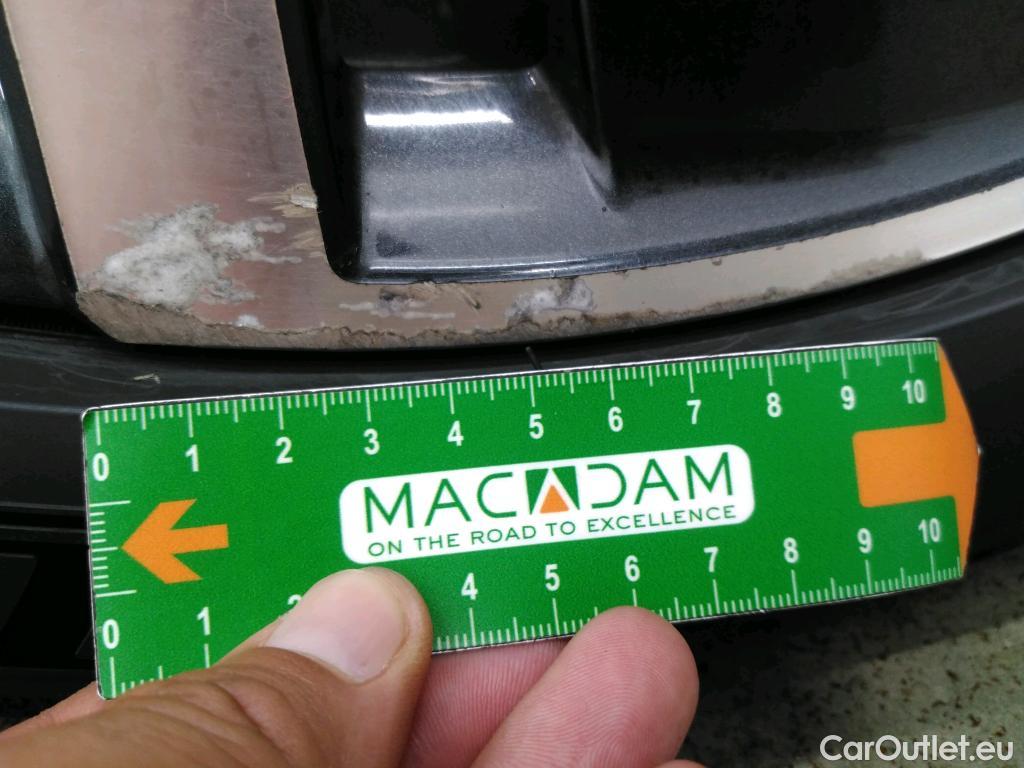 0 1 2 3 4 5 6 7 8 9 10
MACADAM
ON THE ROAD TO EXCELLENCE
0 1 2 4 5 6 7 8 9 10
CarOutlet.eu